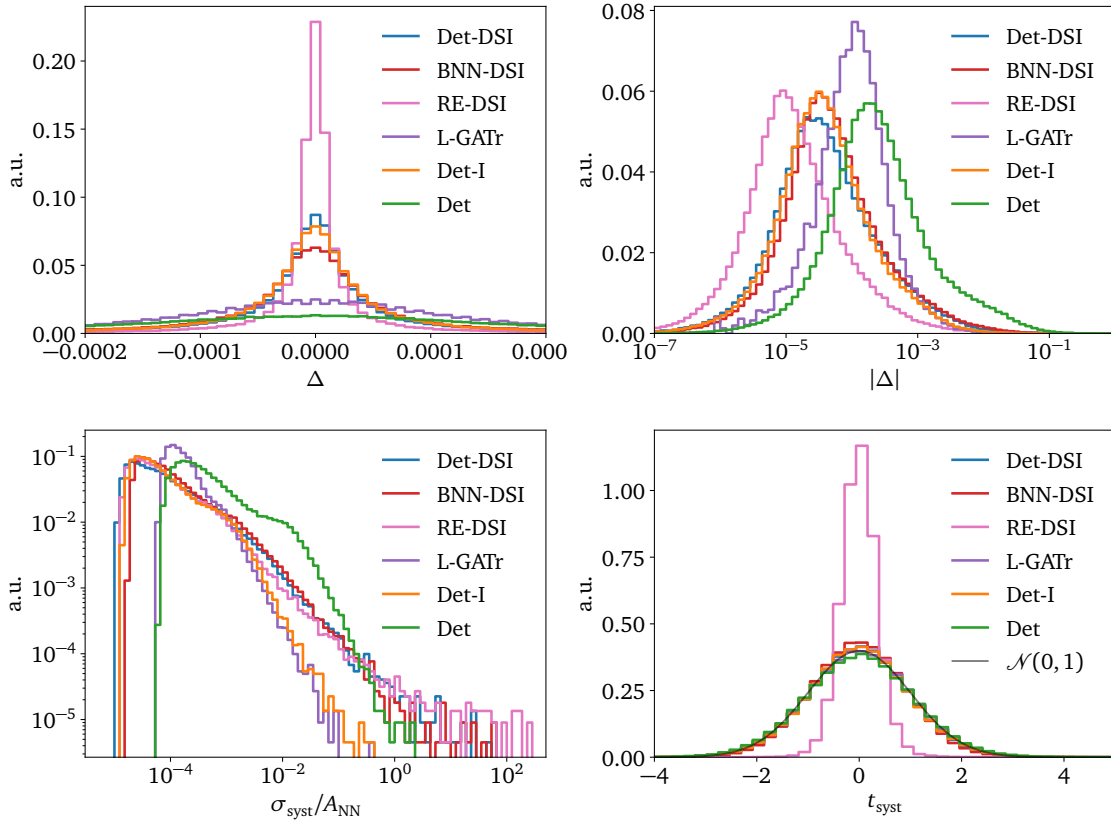 a.u.
0.20
0.15
0.10
0.05
0.00
−0.0002
−0.0001
0.0000
0.0001
0.000
Δ
Det-DSI
BNN-DSI
RE-DSI
L-GATr
Det-I
Det
a.u.
0.08
0.06
0.04
0.02
0.00
10⁻⁷
10⁻⁵
10⁻³
10⁻¹
|Δ|
Det-DSI
BNN-DSI
RE-DSI
L-GATr
Det-I
Det
a.u.
10⁻¹
10⁻²
10⁻³
10⁻⁴
10⁻⁵
10⁻⁴
10⁻²
10⁰
10²
σ_syst/A_NN
Det-DSI
BNN-DSI
RE-DSI
L-GATr
Det-I
Det
a.u.
1.00
0.75
0.50
0.25
0.00
−4
−2
0
2
4
t_syst
Det-DSI
BNN-DSI
RE-DSI
L-GATr
Det-I
Det
𝒩(0, 1)